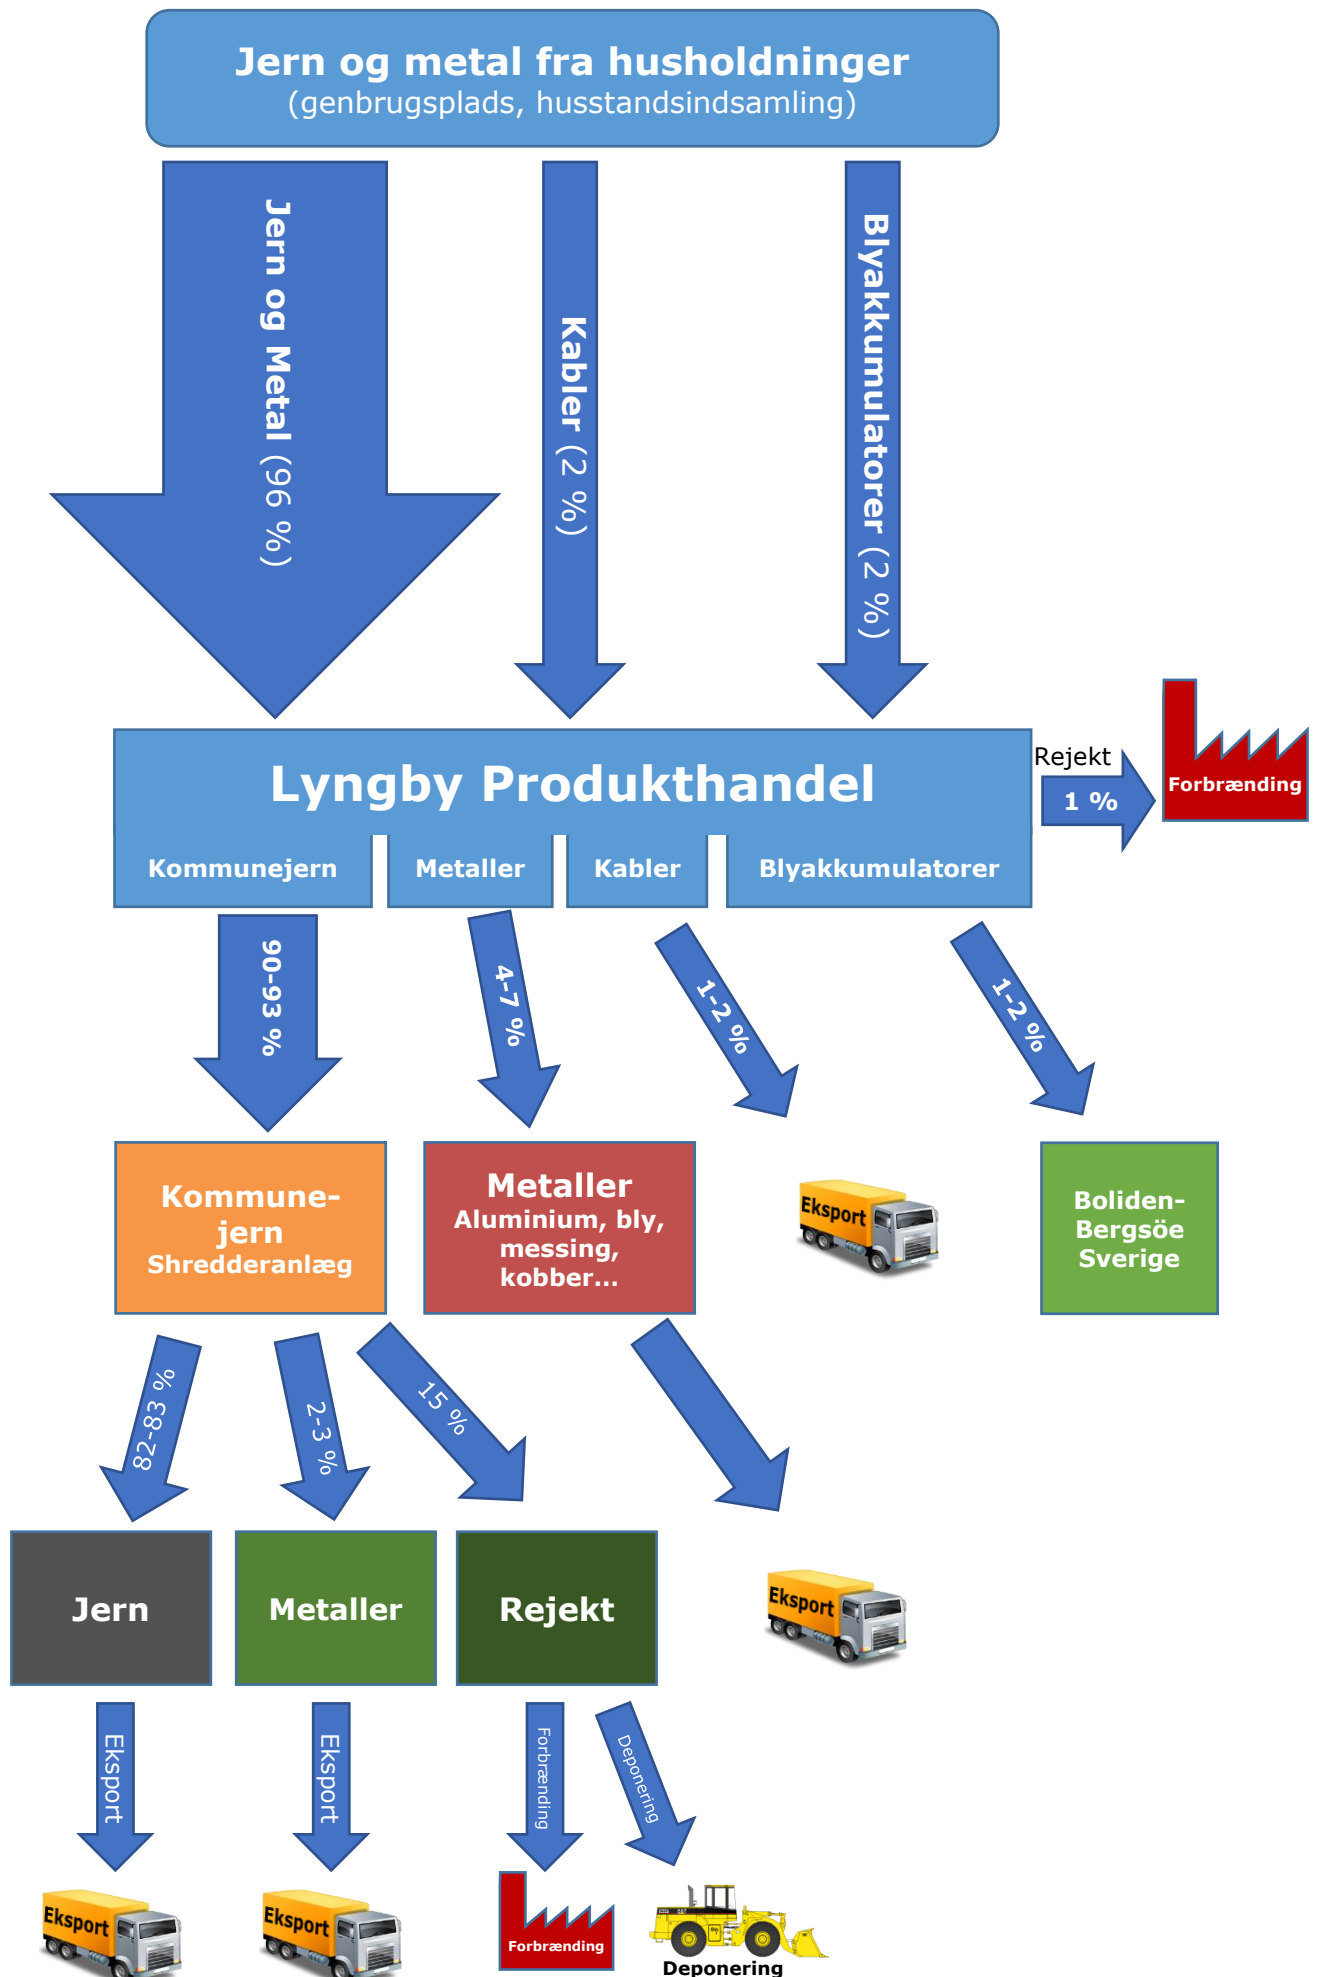 Jern og metal fra husholdninger
(genbrugsplads, husstandsindsamling)
Jern og Metal (96 %)
Kabler (2 %)
Blyakkumulatorer (2 %)
Lyngby Produkthandel
Rejekt
1 %
Forbrænding
Kommunejern
Metaller
Kabler
Blyakkumulatorer
90-93 %
4-7 %
1-2 %
1-2 %
Kommune-
jern
Shredderanlæg
Metaller
Aluminium, bly,
messing,
kobber...
Eksport
Boliden-
Bergsöe
Sverige
82-83 %
2-3 %
15 %
Jern
Metaller
Rejekt
Eksport
Eksport
Eksport
Forbrænding
Deponering
Eksport
Eksport
Forbrænding
Deponering